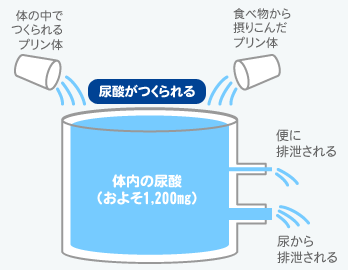 体の中で
つくられる
プリン体
食べ物から
摂りこんだ
プリン体
尿酸がつくられる
体内の尿酸
(およそ1,200mg)
便に
排泄される
尿から
排泄される